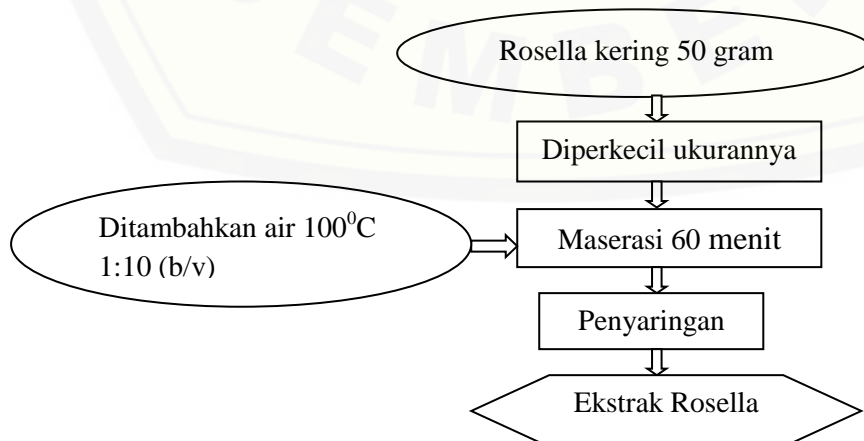 Rosella kering 50 gram
Diperkecil ukurannya
Ditambahkan air 100⁰C
1:10 (b/v)
Maserasi 60 menit
Penyaringan
Ekstrak Rosella